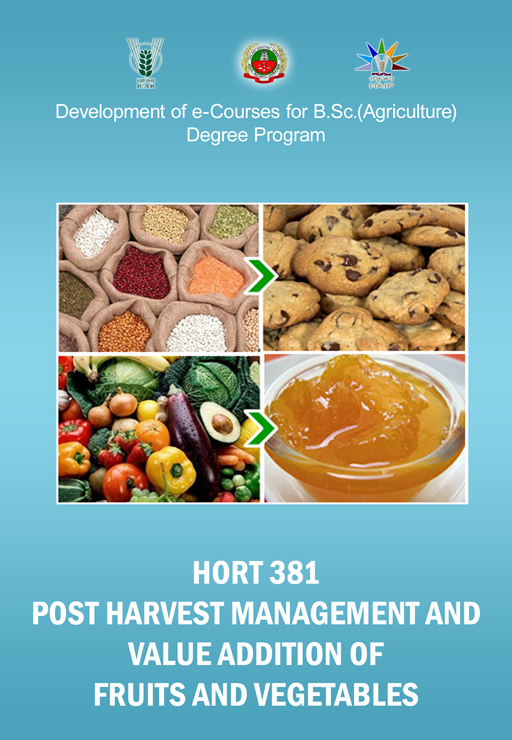 ICAR
NAIP
Development of e-Courses for B.Sc.(Agriculture)
Degree Program
HORT 381
POST HARVEST MANAGEMENT AND
VALUE ADDITION OF
FRUITS AND VEGETABLES